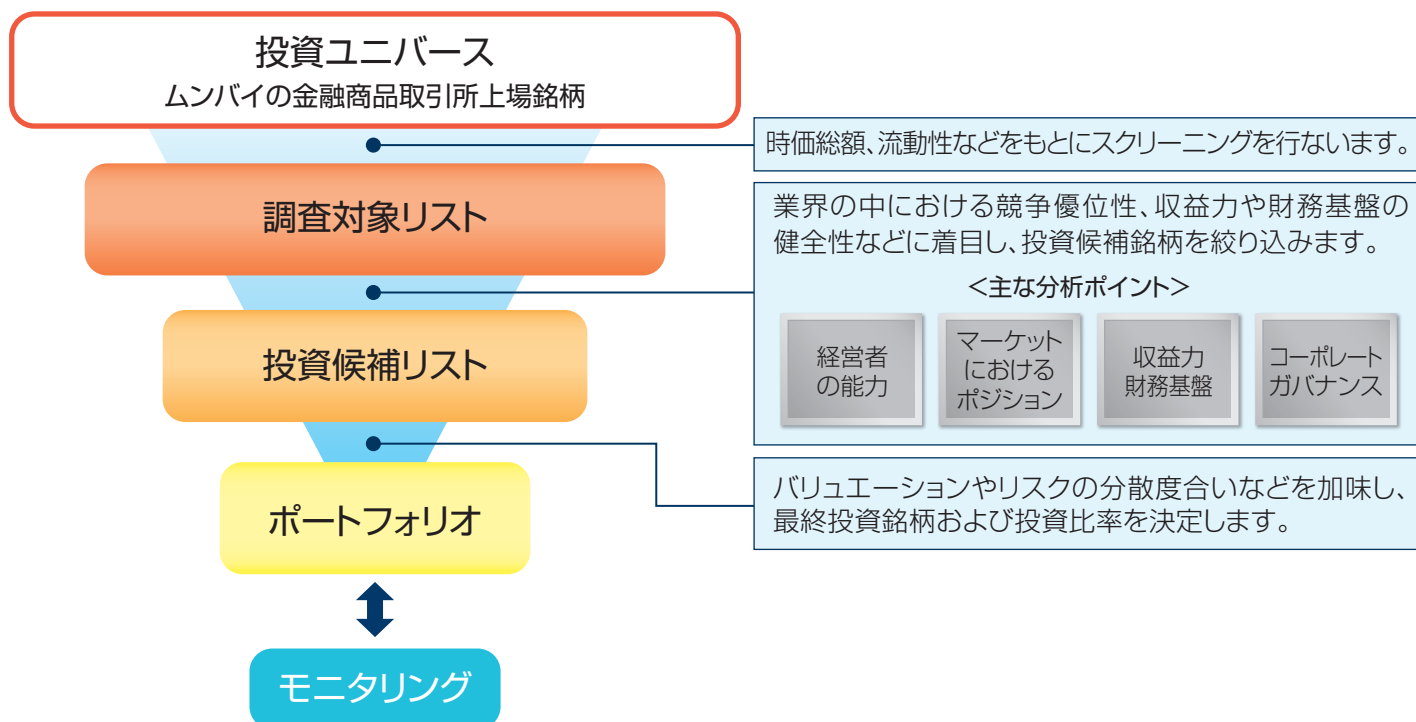 投資ユニバース
ムンバイの金融商品取引所上場銘柄
時価総額、流動性などをもとにスクリーニングを行ないます。
調査対象リスト
業界の中における競争優位性、収益力や財務基盤の
健全性などに着目し、投資候補銘柄を絞り込みます。
＜主な分析ポイント＞
経営者
の能力
マーケット
における
ポジション
収益力
財務基盤
コーポレート
ガバナンス
投資候補リスト
バリュエーションやリスクの分散度合いなどを加味し、
最終投資銘柄および投資比率を決定します。
ポートフォリオ
モニタリング